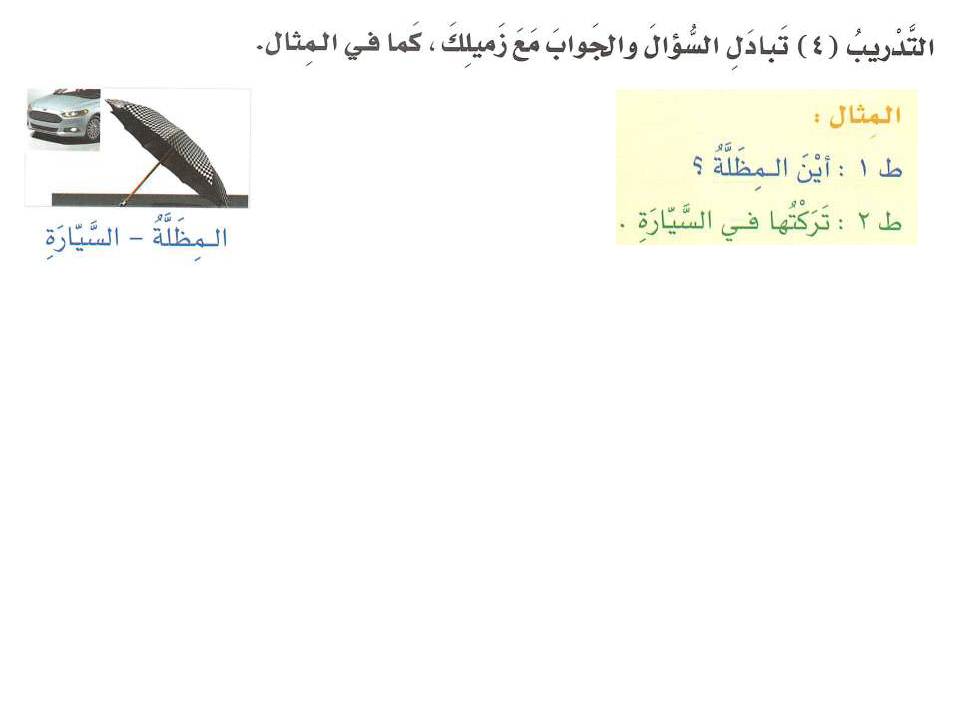 التَّدْريبُ (٤) تَبادَلِ السُّؤالَ والجَوابَ مَعَ زَميلِكَ، كَما في المِثال.
المِثال :
ط ١ : أيْنَ المِظَلَّةُ ؟
ط ٢ : تَرَكْتُها في السَّيّارَةِ .
المِظَلَّةُ – السَّيّارَةِ